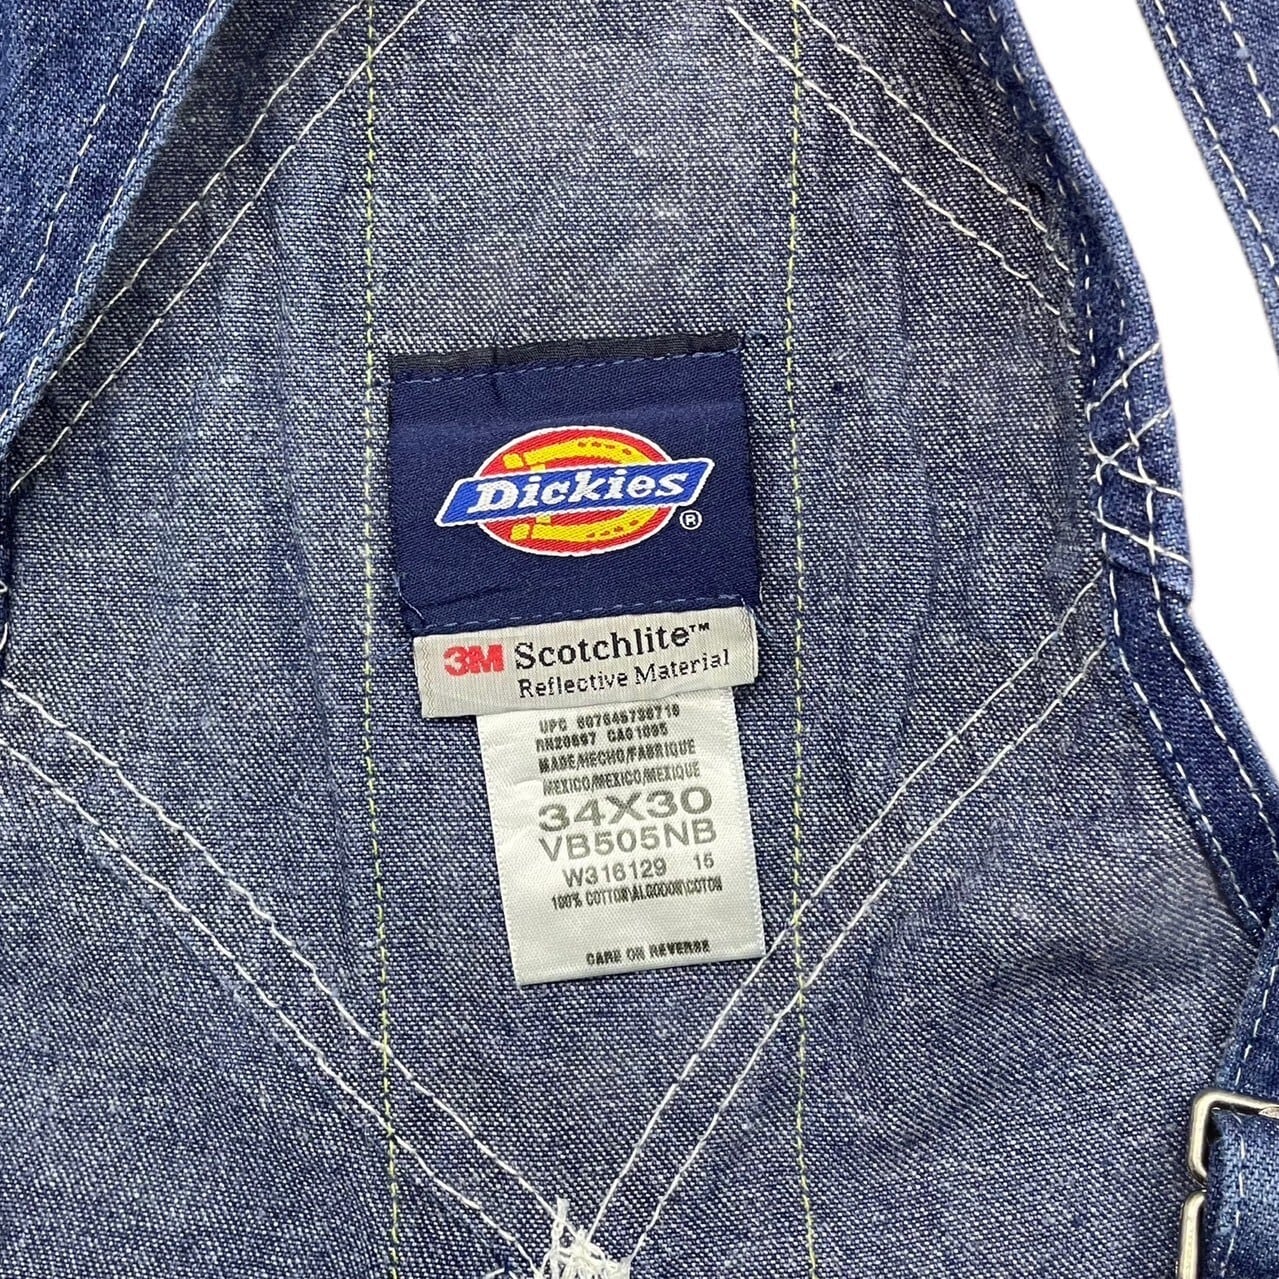 Dickies®
3M Scotchlite™
Reflective Material
UPC 607645736716
RN20697 CA01095
MADE/HECHO/FABRIQUE
MEXICO/MEXICO/MEXIQUE
34X30
VB505NB
W316129 15
100% COTTON\ALGODON\COTON
CARE ON REVERSE